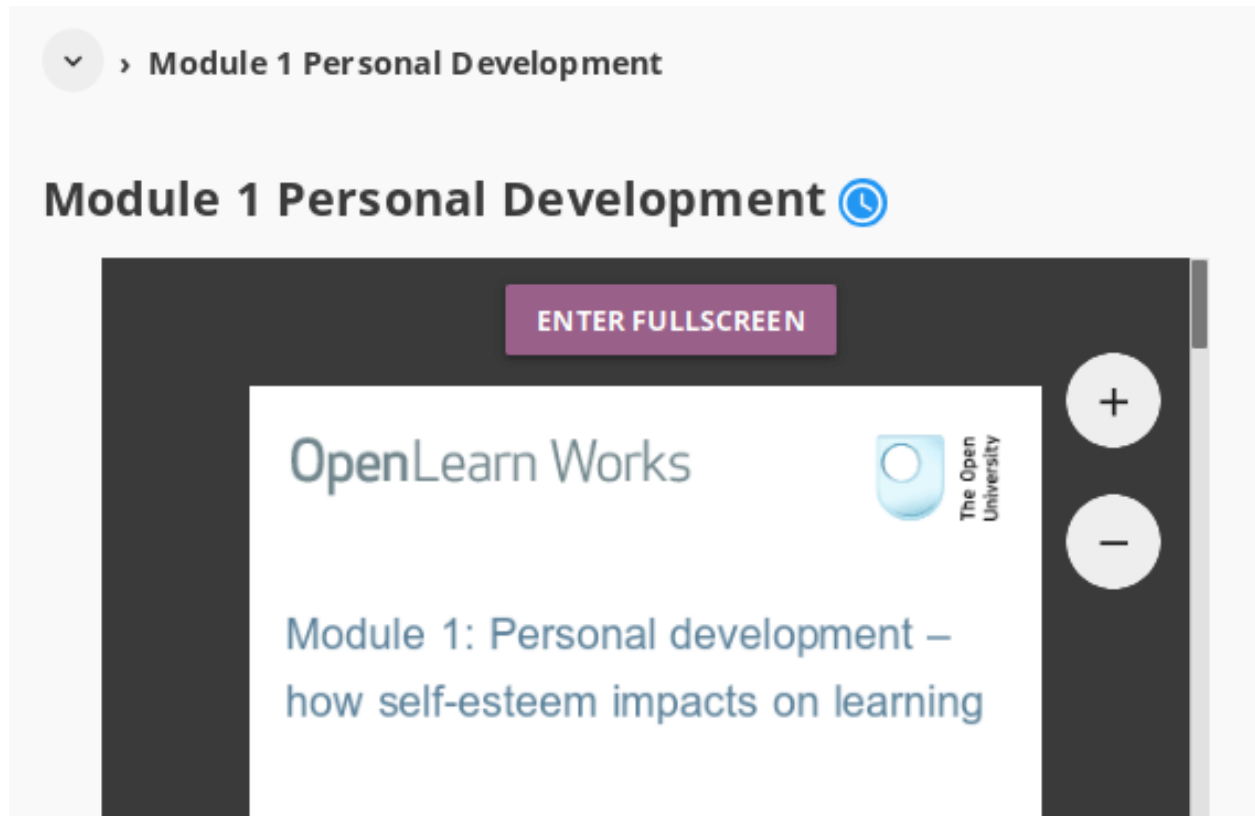 › Module 1 Personal Development
Module 1 Personal Development
ENTER FULLSCREEN
+
OpenLearn Works
The Open
University
−
Module 1: Personal development –
how self-esteem impacts on learning